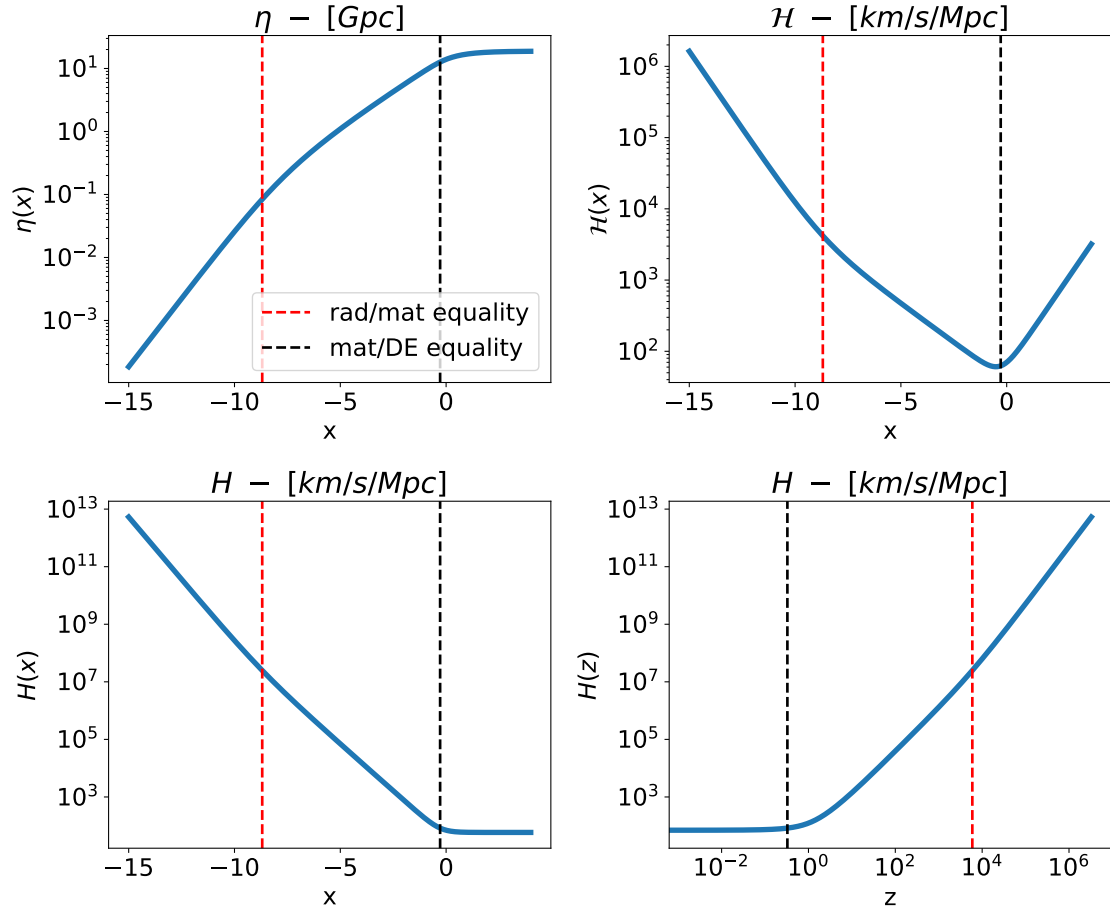 η − [Gpc]
η(x)
10¹
10⁰
10⁻¹
10⁻²
10⁻³
rad/mat equality
mat/DE equality
−15 −10 −5 0
x
ℋ − [km/s/Mpc]
ℋ(x)
10⁶
10⁵
10⁴
10³
10²
−15 −10 −5 0
x
H − [km/s/Mpc]
H(x)
10¹³
10¹¹
10⁹
10⁷
10⁵
10³
−15 −10 −5 0
x
H − [km/s/Mpc]
H(z)
10¹³
10¹¹
10⁹
10⁷
10⁵
10³
10⁻² 10⁰ 10² 10⁴ 10⁶
z